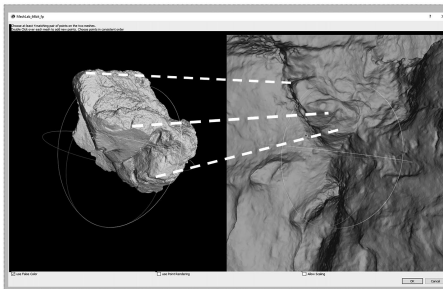 MeshLab_64bit_fp
Choose at least 4 matching pair of points on the two meshes.
Double Click over each mesh to add new points. Choose points in consistent order
use False Color
use Point Rendering
Allow Scaling
OK
Cancel